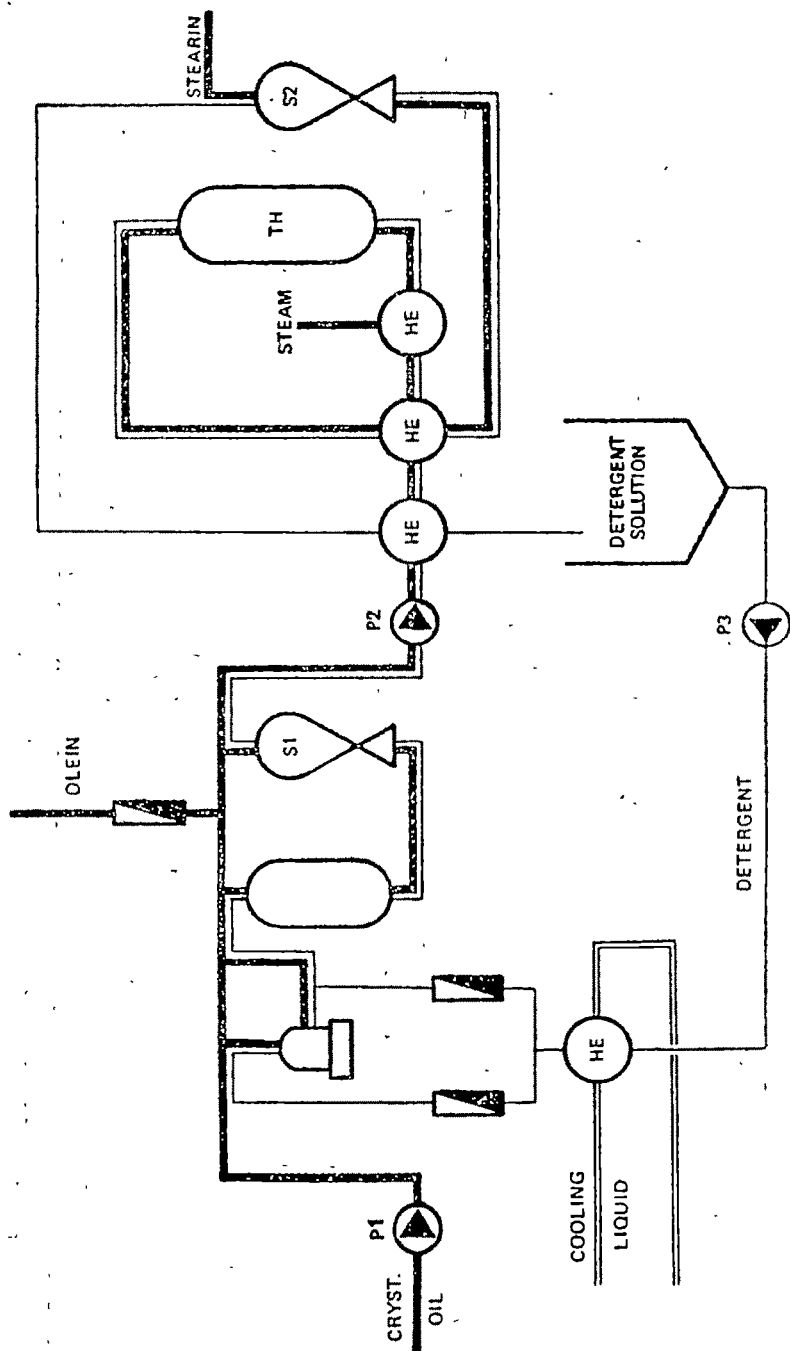 STEARIN
S2
TH
STEAM
HE
HE
HE
DETERGENT
SOLUTION
P2
P3
OLEIN
S1
DETERGENT
HE
COOLING
LIQUID
P1
CRYST.
OIL